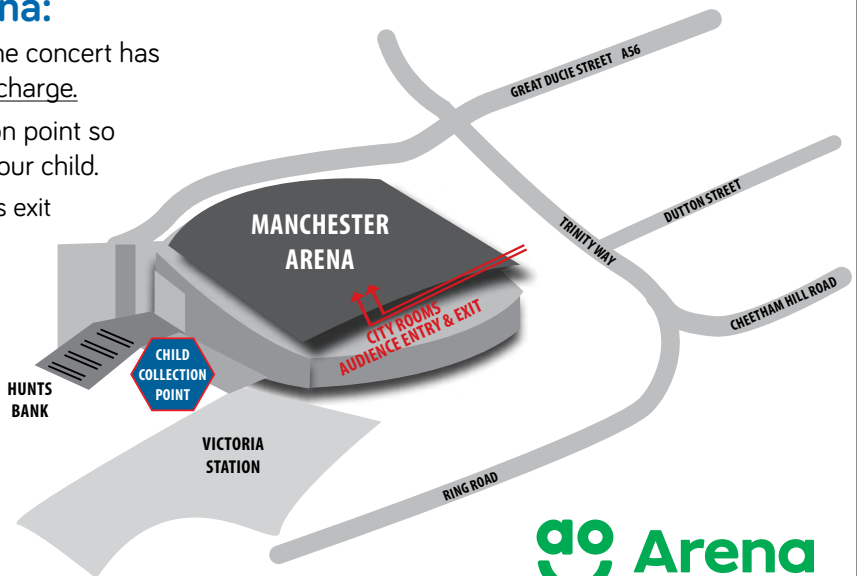 na:
ne concert has
charge.
on point so
our child.
s exit
GREAT DUCIE STREET A56
MANCHESTER
ARENA
TRINITY WAY
DUTTON STREET
CHEETHAM HILL ROAD
CITY ROOMS
AUDIENCE ENTRY & EXIT
CHILD
COLLECTION
POINT
HUNTS
BANK
VICTORIA
STATION
RING ROAD
ao Arena